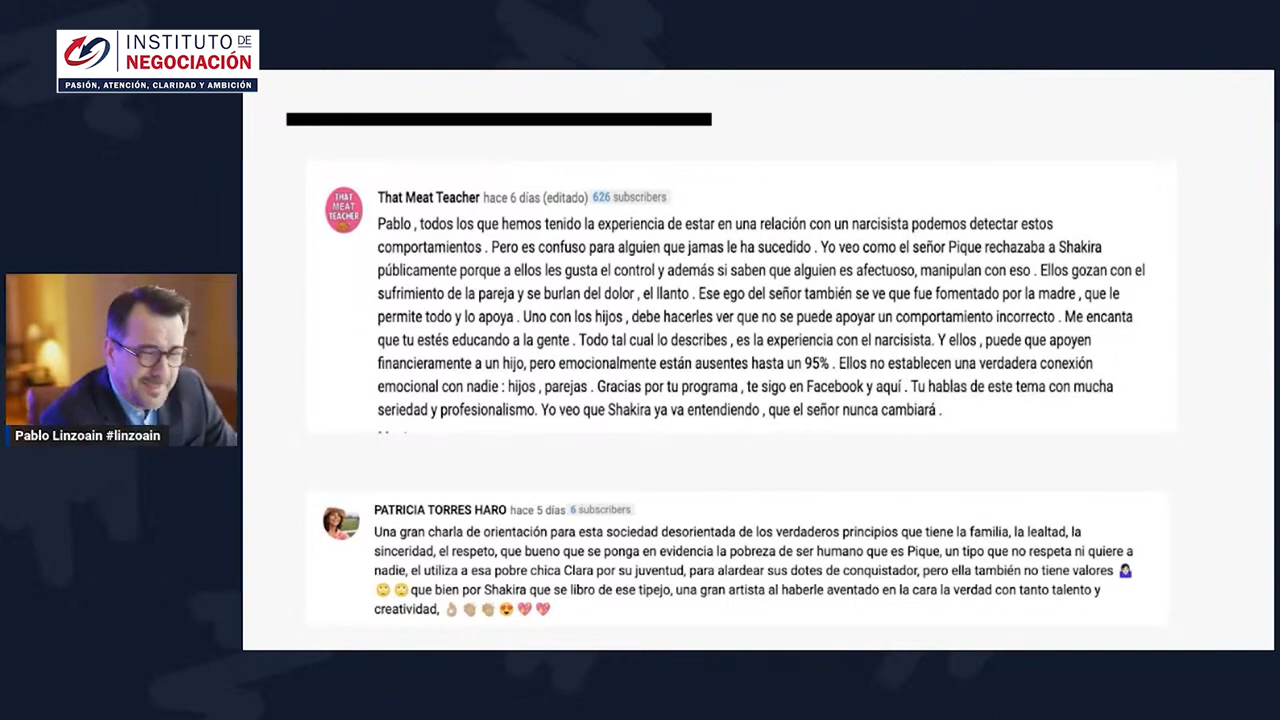 INSTITUTO DE
NEGOCIACIÓN
PASIÓN, ATENCIÓN, CLARIDAD Y AMBICIÓN
THAT
MEAT
TEACHER
That Meat Teacher hace 6 días (editado) 626 subscribers
Pablo , todos los que hemos tenido la experiencia de estar en una relación con un narcisista podemos detectar estos
comportamientos . Pero es confuso para alguien que jamas le ha sucedido . Yo veo como el señor Pique rechazaba a Shakira
públicamente porque a ellos les gusta el control y además si saben que alguien es afectuoso, manipulan con eso . Ellos gozan con el
sufrimiento de la pareja y se burlan del dolor , el llanto . Ese ego del señor también se ve que fue fomentado por la madre , que le
permite todo y lo apoya . Uno con los hijos , debe hacerles ver que no se puede apoyar un comportamiento incorrecto . Me encanta
que tu estés educando a la gente . Todo tal cual lo describes , es la experiencia con el narcisista. Y ellos , puede que apoyen
financieramente a un hijo, pero emocionalmente están ausentes hasta un 95% . Ellos no establecen una verdadera conexión
emocional con nadie : hijos , parejas . Gracias por tu programa , te sigo en Facebook y aquí . Tu hablas de este tema con mucha
seriedad y profesionalismo. Yo veo que Shakira ya va entendiendo , que el señor nunca cambiará .
Pablo Linzoain #linzoain
PATRICIA TORRES HARO hace 5 días 6 subscribers
Una gran charla de orientación para esta sociedad desorientada de los verdaderos principios que tiene la familia, la lealtad, la
sinceridad, el respeto, que bueno que se ponga en evidencia la pobreza de ser humano que es Pique, un tipo que no respeta ni quiere a
nadie, el utiliza a esa pobre chica Clara por su juventud, para alardear sus dotes de conquistador, pero ella también no tiene valores 🤷🏻‍♀️
🙄 🙄 que bien por Shakira que se libro de ese tipejo, una gran artista al haberle aventado en la cara la verdad con tanto talento y
creatividad, 👌🏼 👏🏼 👏🏼 😍 💖 💖